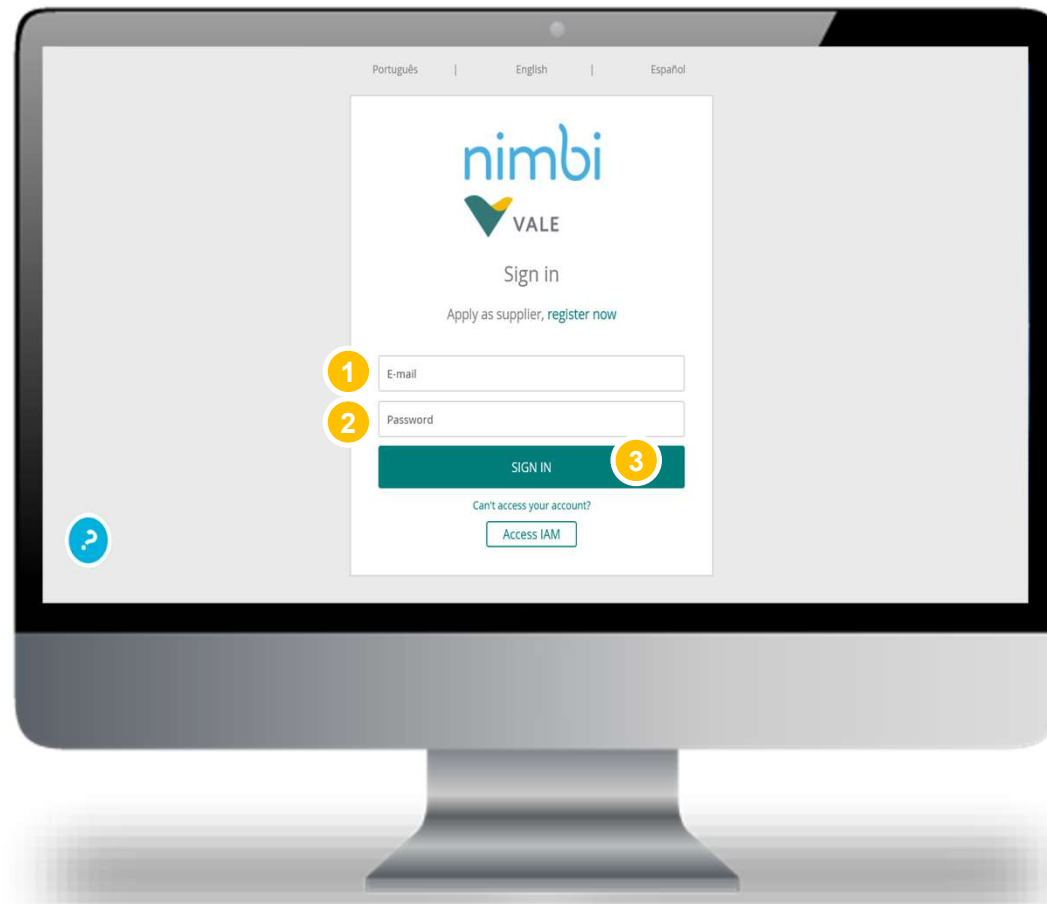 Português | English | Español
nimbi
VALE
Sign in
Apply as supplier, register now
1 E-mail
2 Password
SIGN IN 3
Can't access your account?
?
Access IAM